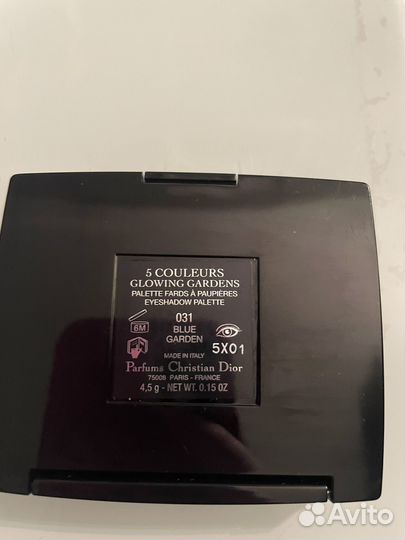 5 COULEURS
GLOWING GARDENS
PALETTE FARDS À PAUPIÈRES
EYESHADOW PALETTE
6M
031
BLUE
GARDEN
5X01
MADE IN ITALY
Parfums Christian Dior
75008 PARIS - FRANCE
4,5 g - NET WT. 0.15 OZ
Avito